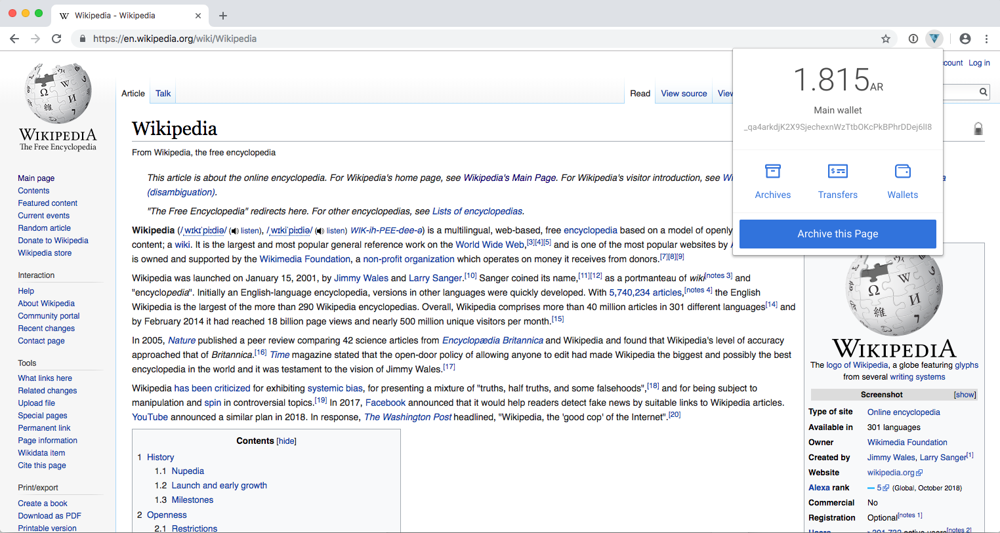 Wikipedia - Wikipedia
https://en.wikipedia.org/wiki/Wikipedia
count Log in
1.815 AR
Main wallet
_qa4arkdjK2X9SjechexnWzTtbOKcPkBPhrDDej6lI8
Archives Transfers Wallets
Archive this Page
WIKIPEDIA
The Free Encyclopedia
Main page
Contents
Featured content
Current events
Random article
Donate to Wikipedia
Wikipedia store
Interaction
Help
About Wikipedia
Community portal
Recent changes
Contact page
Tools
What links here
Related changes
Upload file
Special pages
Permanent link
Page information
Wikidata item
Cite this page
Print/export
Create a book
Download as PDF
Printable version
Article Talk Read View source
Wikipedia
From Wikipedia, the free encyclopedia
This article is about the online encyclopedia. For Wikipedia's home page, see Wikipedia's Main Page. For Wikipedia's visitor introduction, see
(disambiguation).
"The Free Encyclopedia" redirects here. For other encyclopedias, see Lists of encyclopedias.
Wikipedia (/ˌwɪkɪˈpiːdiə/ (listen), /ˌwɪkiˈpiːdiə/ (listen) WIK-ih-PEE-dee-ə) is a multilingual, web-based, free encyclopedia based on a model of openly
content; a wiki. It is the largest and most popular general reference work on the World Wide Web,[3][4][5] and is one of the most popular websites by
is owned and supported by the Wikimedia Foundation, a non-profit organization which operates on money it receives from donors.[7][8][9]
Wikipedia was launched on January 15, 2001, by Jimmy Wales and Larry Sanger.[10] Sanger coined its name,[11][12] as a portmanteau of wiki[notes 3] and
"encyclopedia". Initially an English-language encyclopedia, versions in other languages were quickly developed. With 5,740,234 articles,[notes 4] the English
Wikipedia is the largest of the more than 290 Wikipedia encyclopedias. Overall, Wikipedia comprises more than 40 million articles in 301 different languages[14] and
by February 2014 it had reached 18 billion page views and nearly 500 million unique visitors per month.[15]
In 2005, Nature published a peer review comparing 42 science articles from Encyclopædia Britannica and Wikipedia and found that Wikipedia's level of accuracy
approached that of Britannica.[16] Time magazine stated that the open-door policy of allowing anyone to edit had made Wikipedia the biggest and possibly the best
encyclopedia in the world and it was testament to the vision of Jimmy Wales.[17]
Wikipedia has been criticized for exhibiting systemic bias, for presenting a mixture of "truths, half truths, and some falsehoods",[18] and for being subject to
manipulation and spin in controversial topics.[19] In 2017, Facebook announced that it would help readers detect fake news by suitable links to Wikipedia articles.
YouTube announced a similar plan in 2018. In response, The Washington Post headlined, "Wikipedia, the 'good cop' of the Internet".[20]
Contents [hide]
1 History
1.1 Nupedia
1.2 Launch and early growth
1.3 Milestones
2 Openness
2.1 Restrictions
WIKIPEDIA
The logo of Wikipedia, a globe featuring glyphs
from several writing systems
Screenshot [show]
Type of site Online encyclopedia
Available in 301 languages
Owner Wikimedia Foundation
Created by Jimmy Wales, Larry Sanger[1]
Website wikipedia.org
Alexa rank 5 (Global, October 2018)
Commercial No
Registration Optional[notes 1]
Users active users[notes 2]